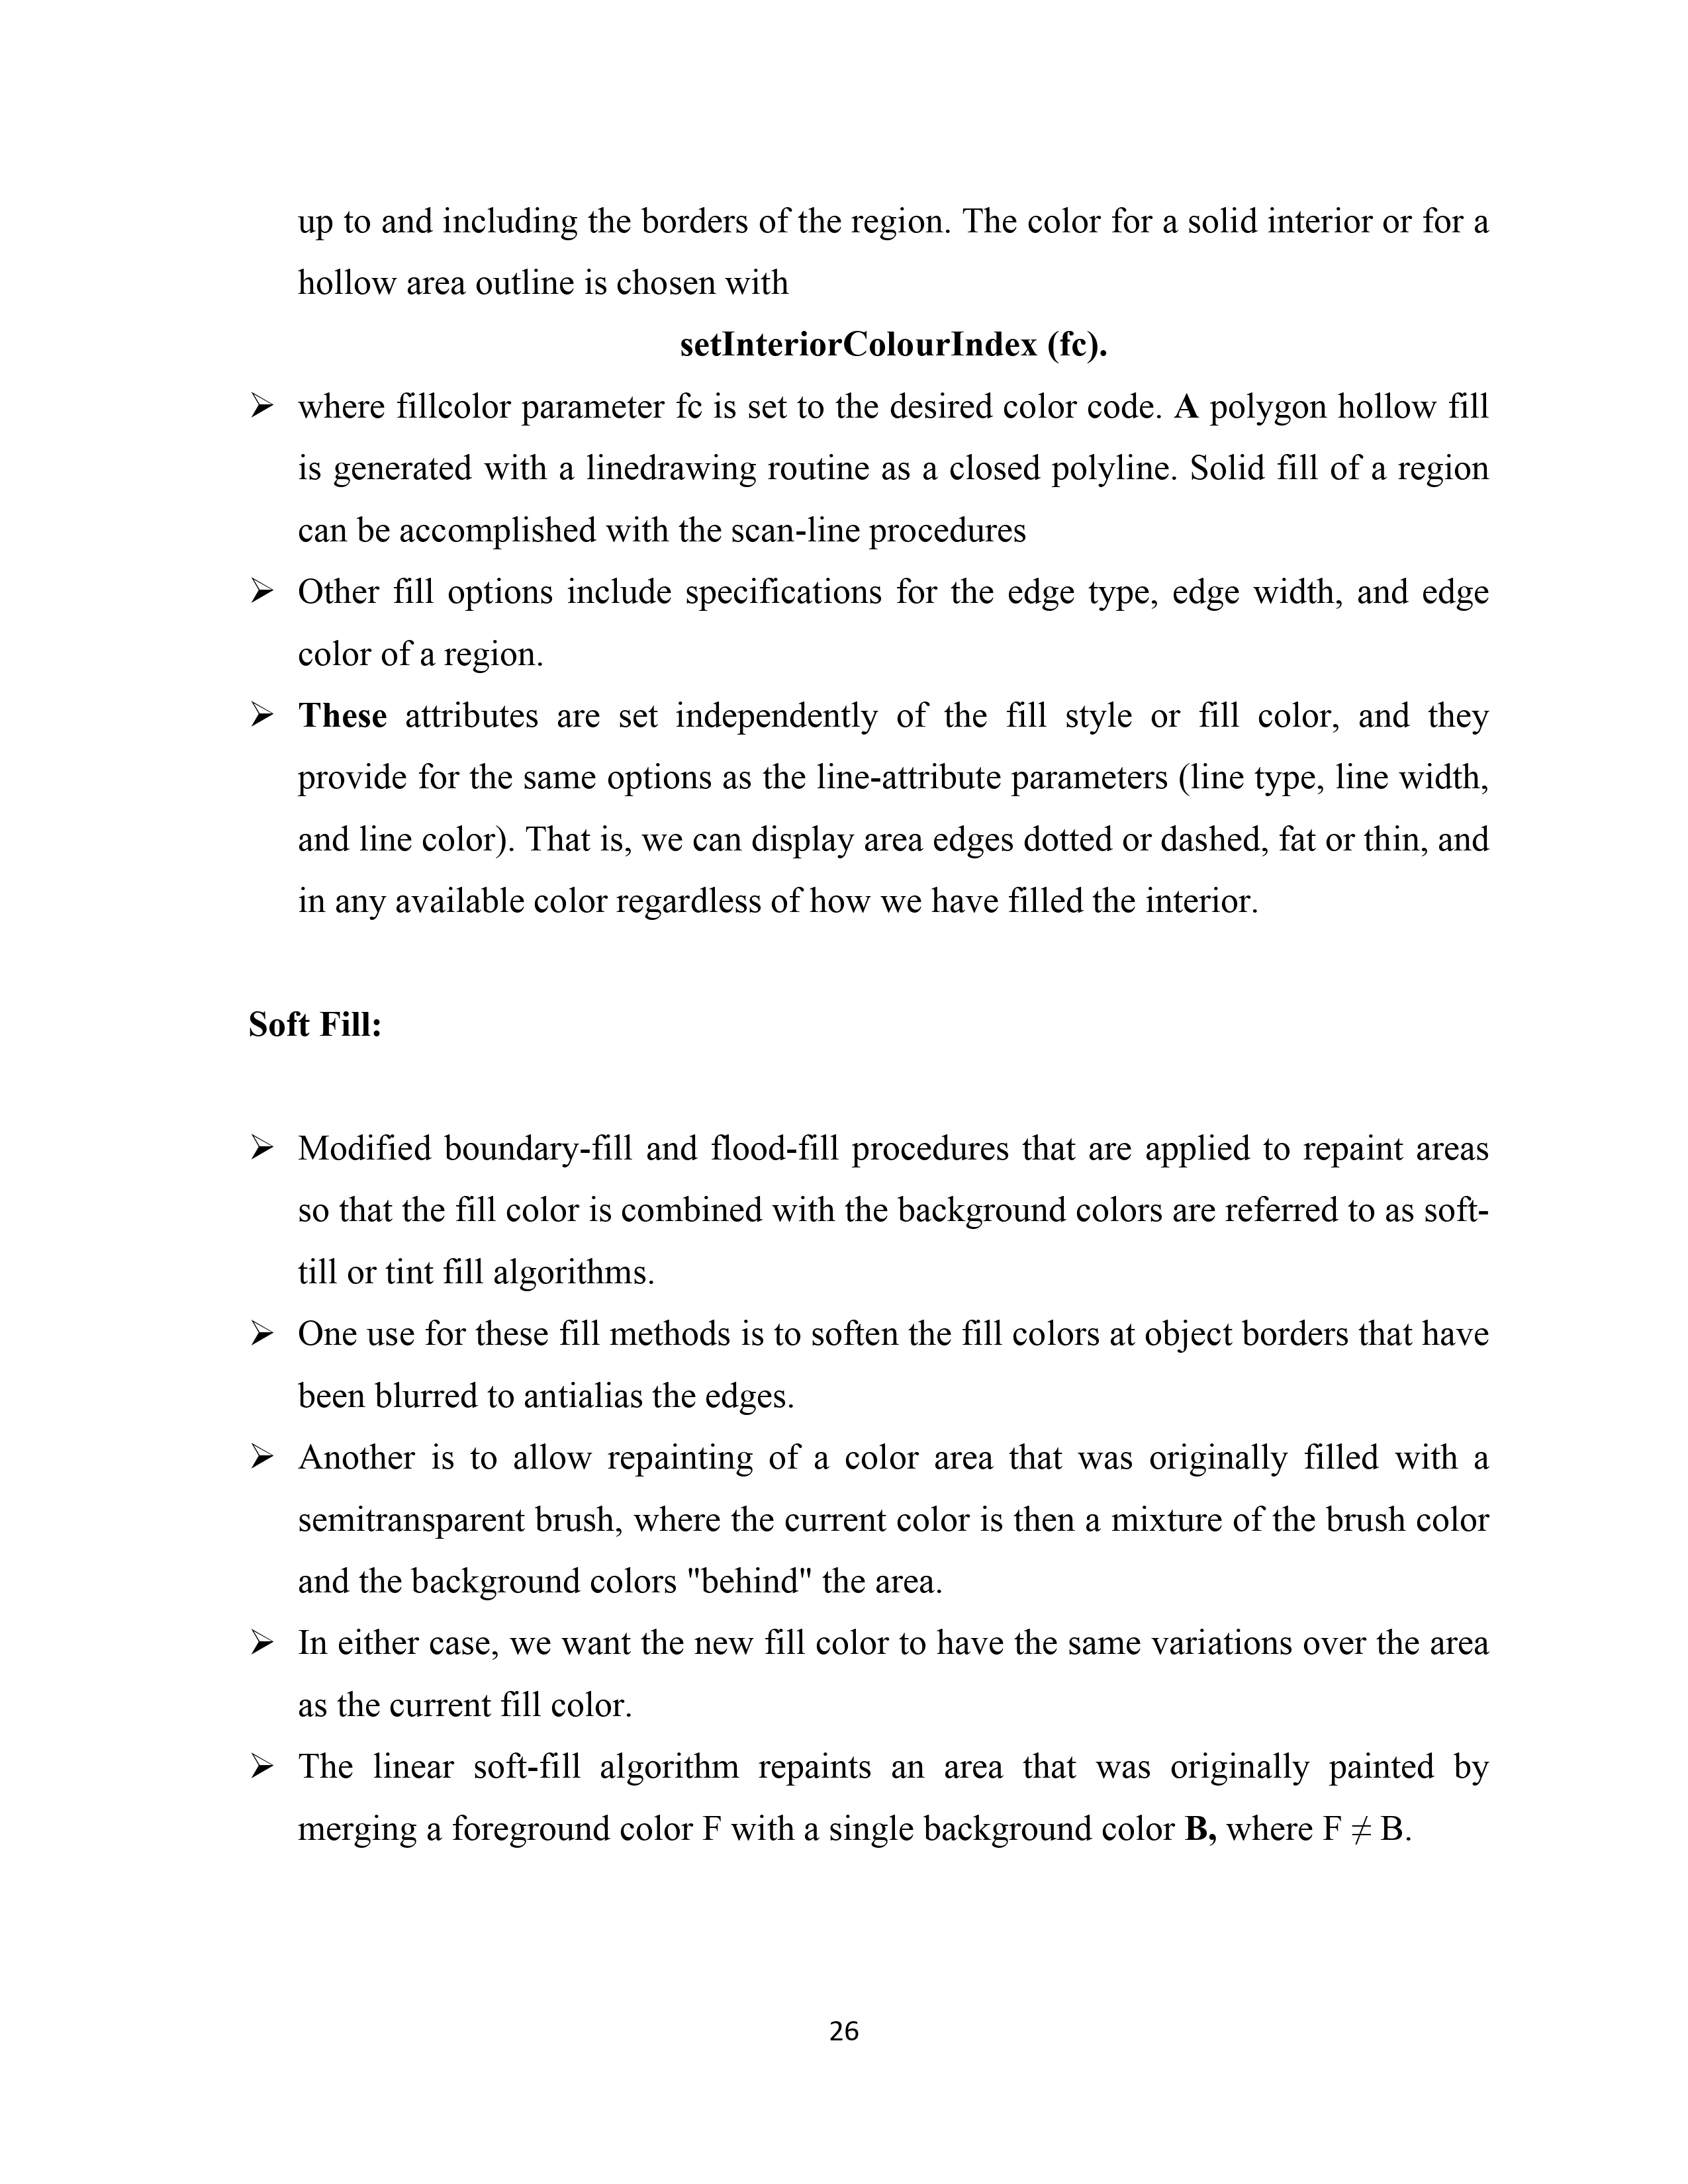 up to and including the borders of the region. The color for a solid interior or for a
hollow area outline is chosen with
setInteriorColourIndex (fc).
➢ where fillcolor parameter fc is set to the desired color code. A polygon hollow fill
is generated with a linedrawing routine as a closed polyline. Solid fill of a region
can be accomplished with the scan-line procedures
➢ Other fill options include specifications for the edge type, edge width, and edge
color of a region.
➢ These attributes are set independently of the fill style or fill color, and they
provide for the same options as the line-attribute parameters (line type, line width,
and line color). That is, we can display area edges dotted or dashed, fat or thin, and
in any available color regardless of how we have filled the interior.
Soft Fill:
➢ Modified boundary-fill and flood-fill procedures that are applied to repaint areas
so that the fill color is combined with the background colors are referred to as soft-
till or tint fill algorithms.
➢ One use for these fill methods is to soften the fill colors at object borders that have
been blurred to antialias the edges.
➢ Another is to allow repainting of a color area that was originally filled with a
semitransparent brush, where the current color is then a mixture of the brush color
and the background colors "behind" the area.
➢ In either case, we want the new fill color to have the same variations over the area
as the current fill color.
➢ The linear soft-fill algorithm repaints an area that was originally painted by
merging a foreground color F with a single background color B, where F ≠ B.
26